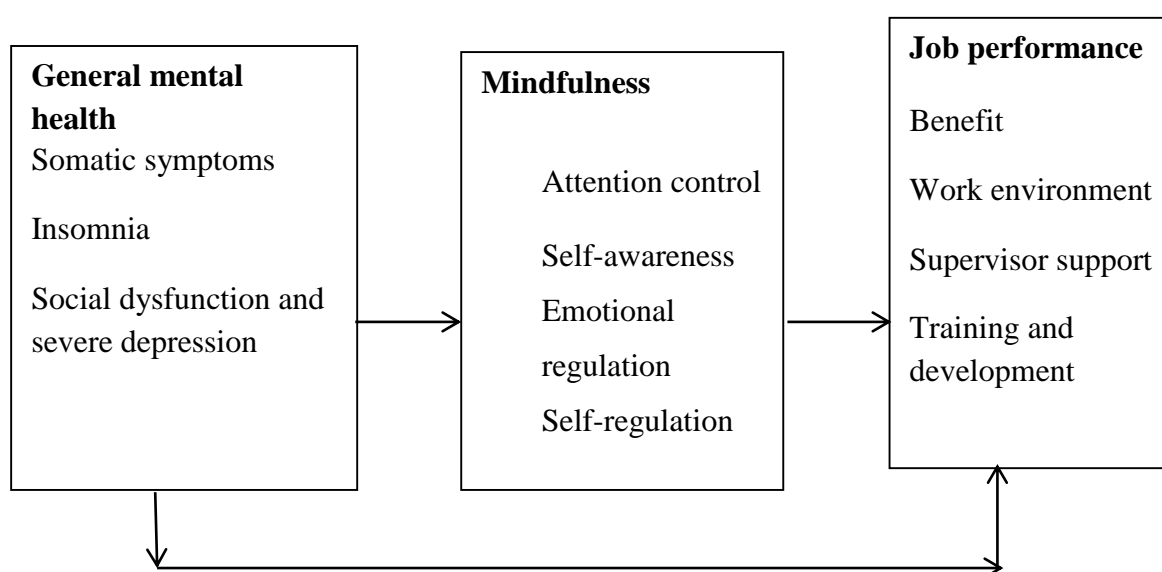 General mental
health
Somatic symptoms
Insomnia
Social dysfunction and
severe depression
Mindfulness
Attention control
Self-awareness
Emotional
regulation
Self-regulation
Job performance
Benefit
Work environment
Supervisor support
Training and
development